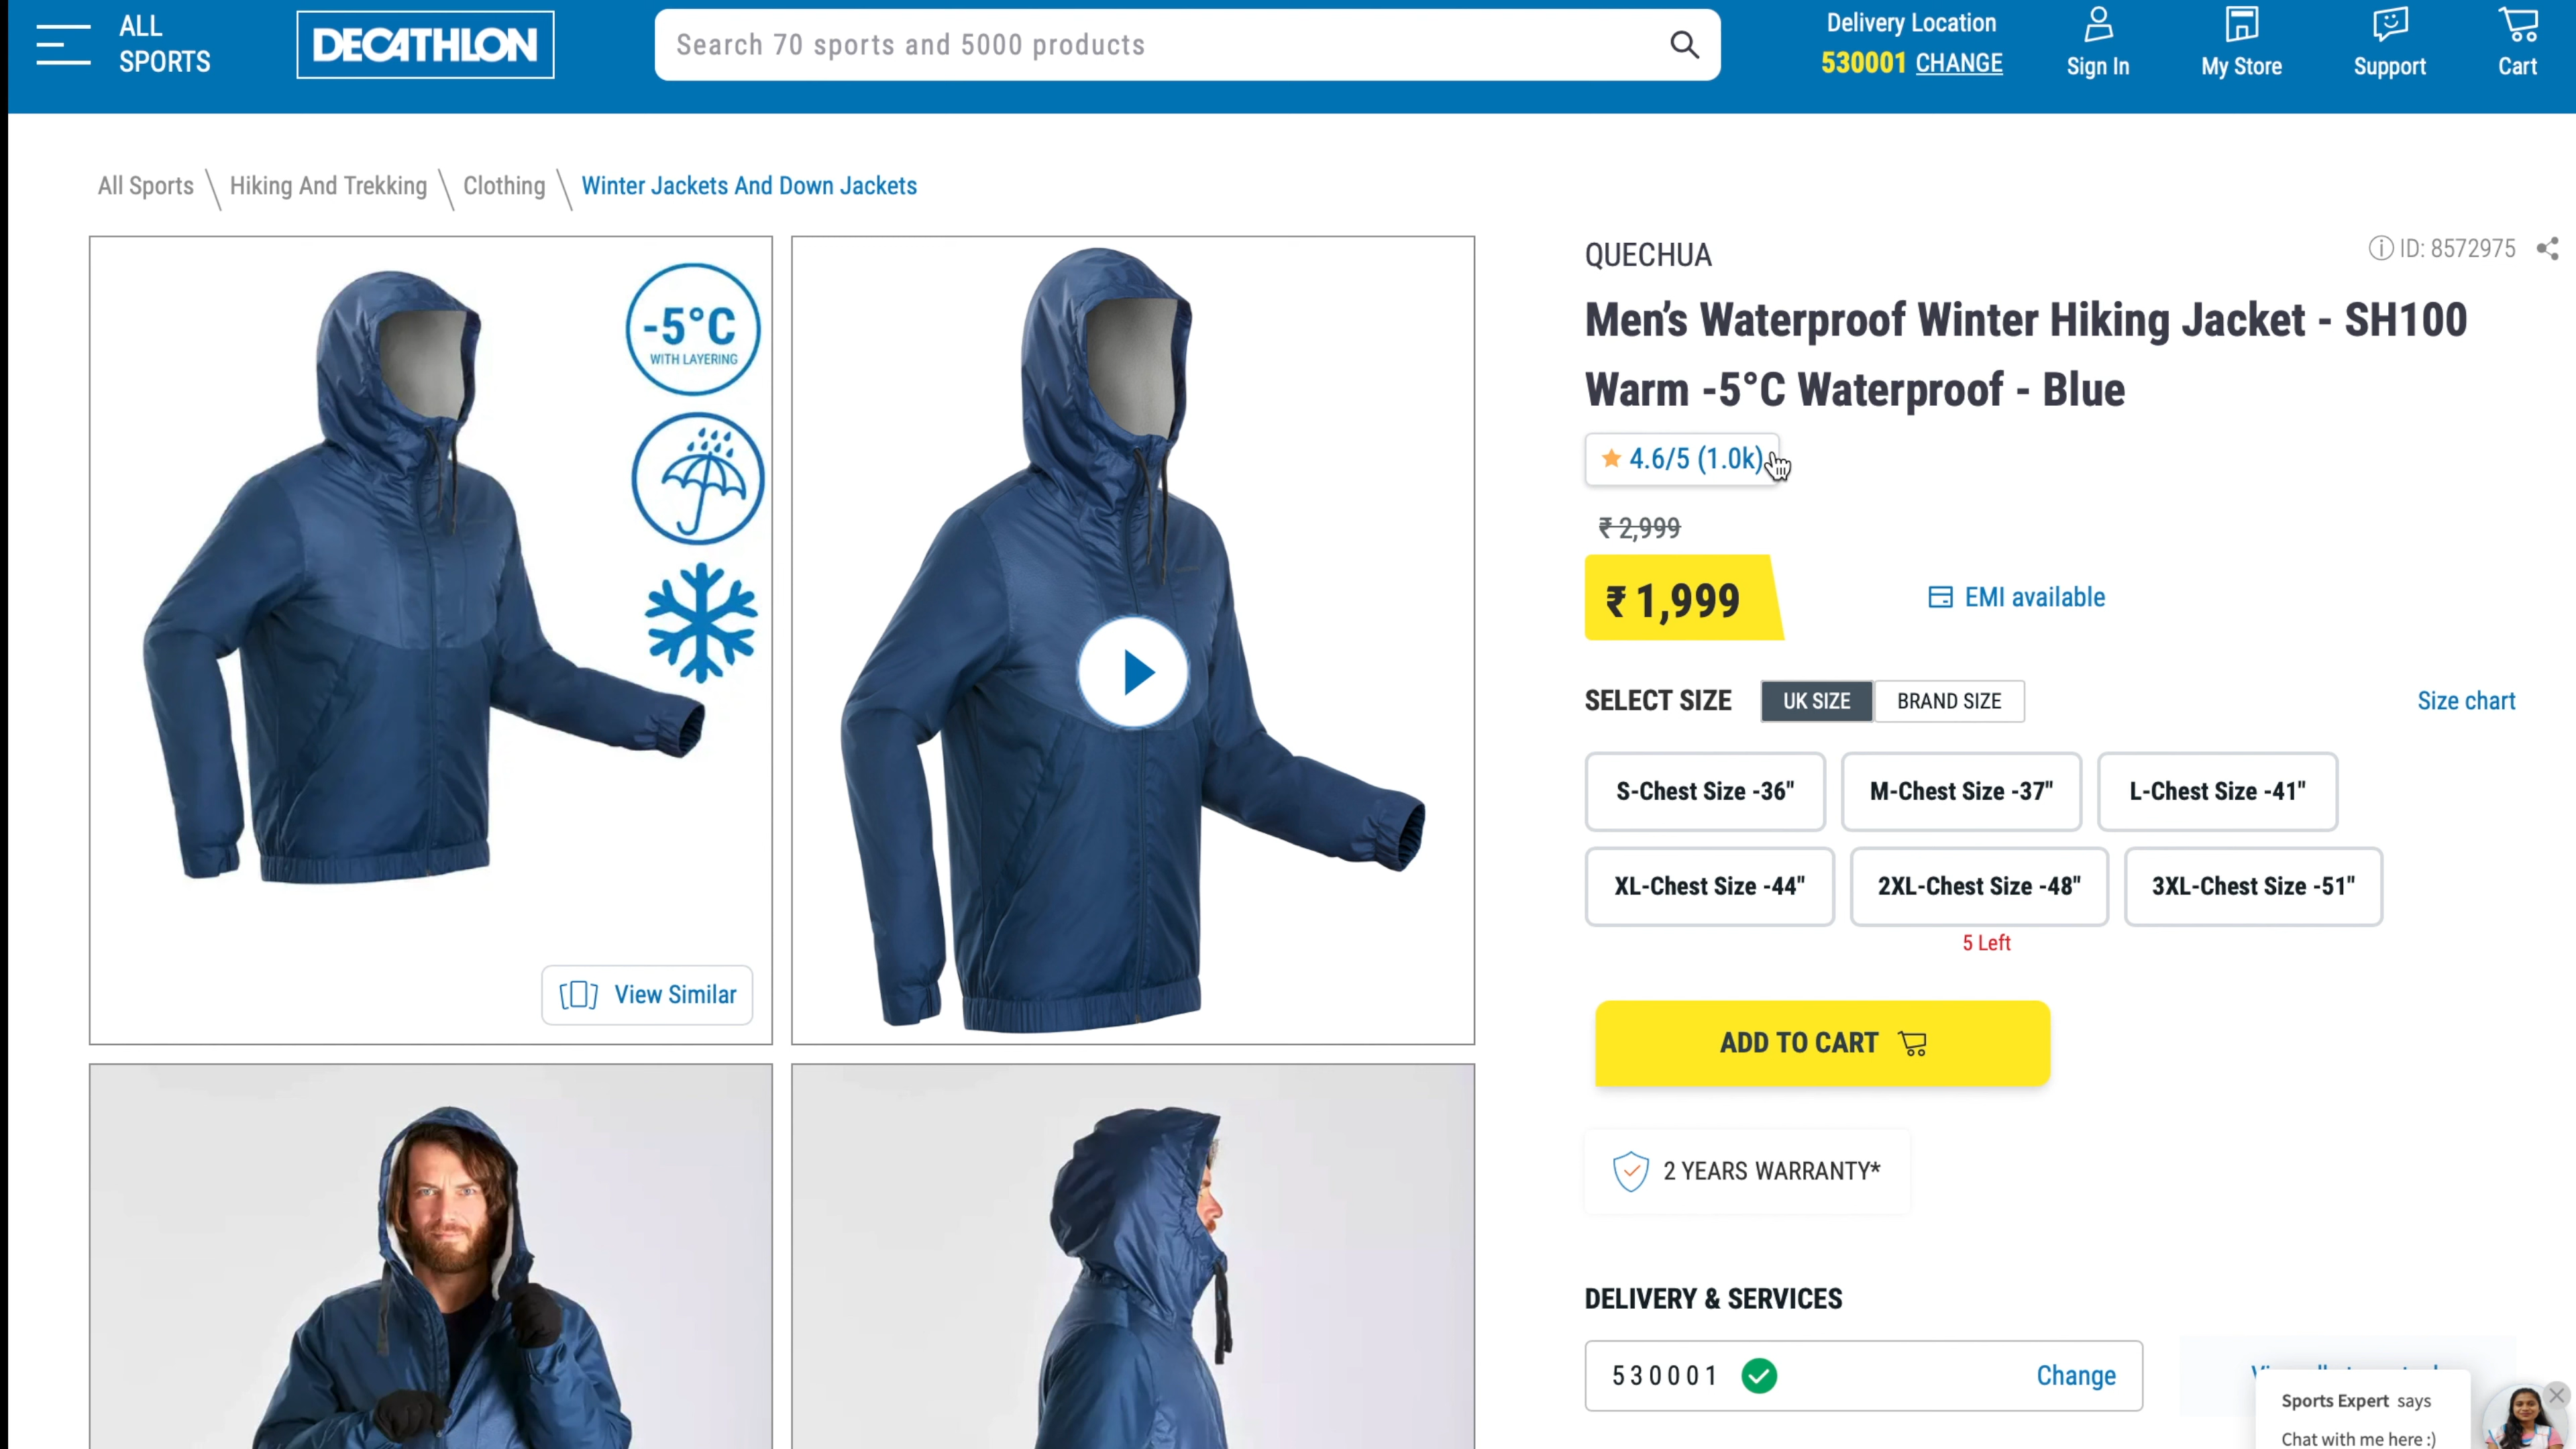 ALL
SPORTS
DECATHLON
Search 70 sports and 5000 products
Delivery Location
530001 CHANGE
Sign In
My Store
Support
Cart
All Sports \ Hiking And Trekking \ Clothing \ Winter Jackets And Down Jackets
-5°C
WITH LAYERING
View Similar
QUECHUA
ID: 8572975
Men’s Waterproof Winter Hiking Jacket - SH100
Warm -5°C Waterproof - Blue
4.6/5 (1.0k)
₹ 2,999
₹ 1,999
EMI available
SELECT SIZE
UK SIZE
BRAND SIZE
Size chart
S-Chest Size -36"
M-Chest Size -37"
L-Chest Size -41"
XL-Chest Size -44"
2XL-Chest Size -48"
3XL-Chest Size -51"
5 Left
ADD TO CART
2 YEARS WARRANTY*
DELIVERY & SERVICES
530001
Change
Sports Expert says
Chat with me here :)